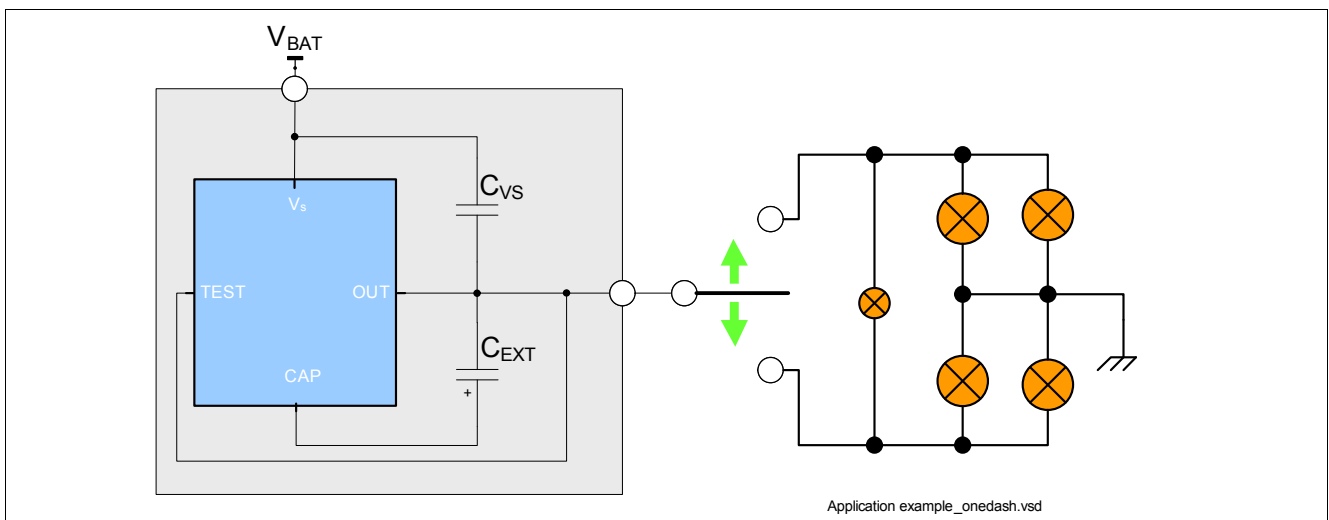 VBAT
Vs
CVS
TEST
OUT
CEXT
CAP
+
Application example_onedash.vsd